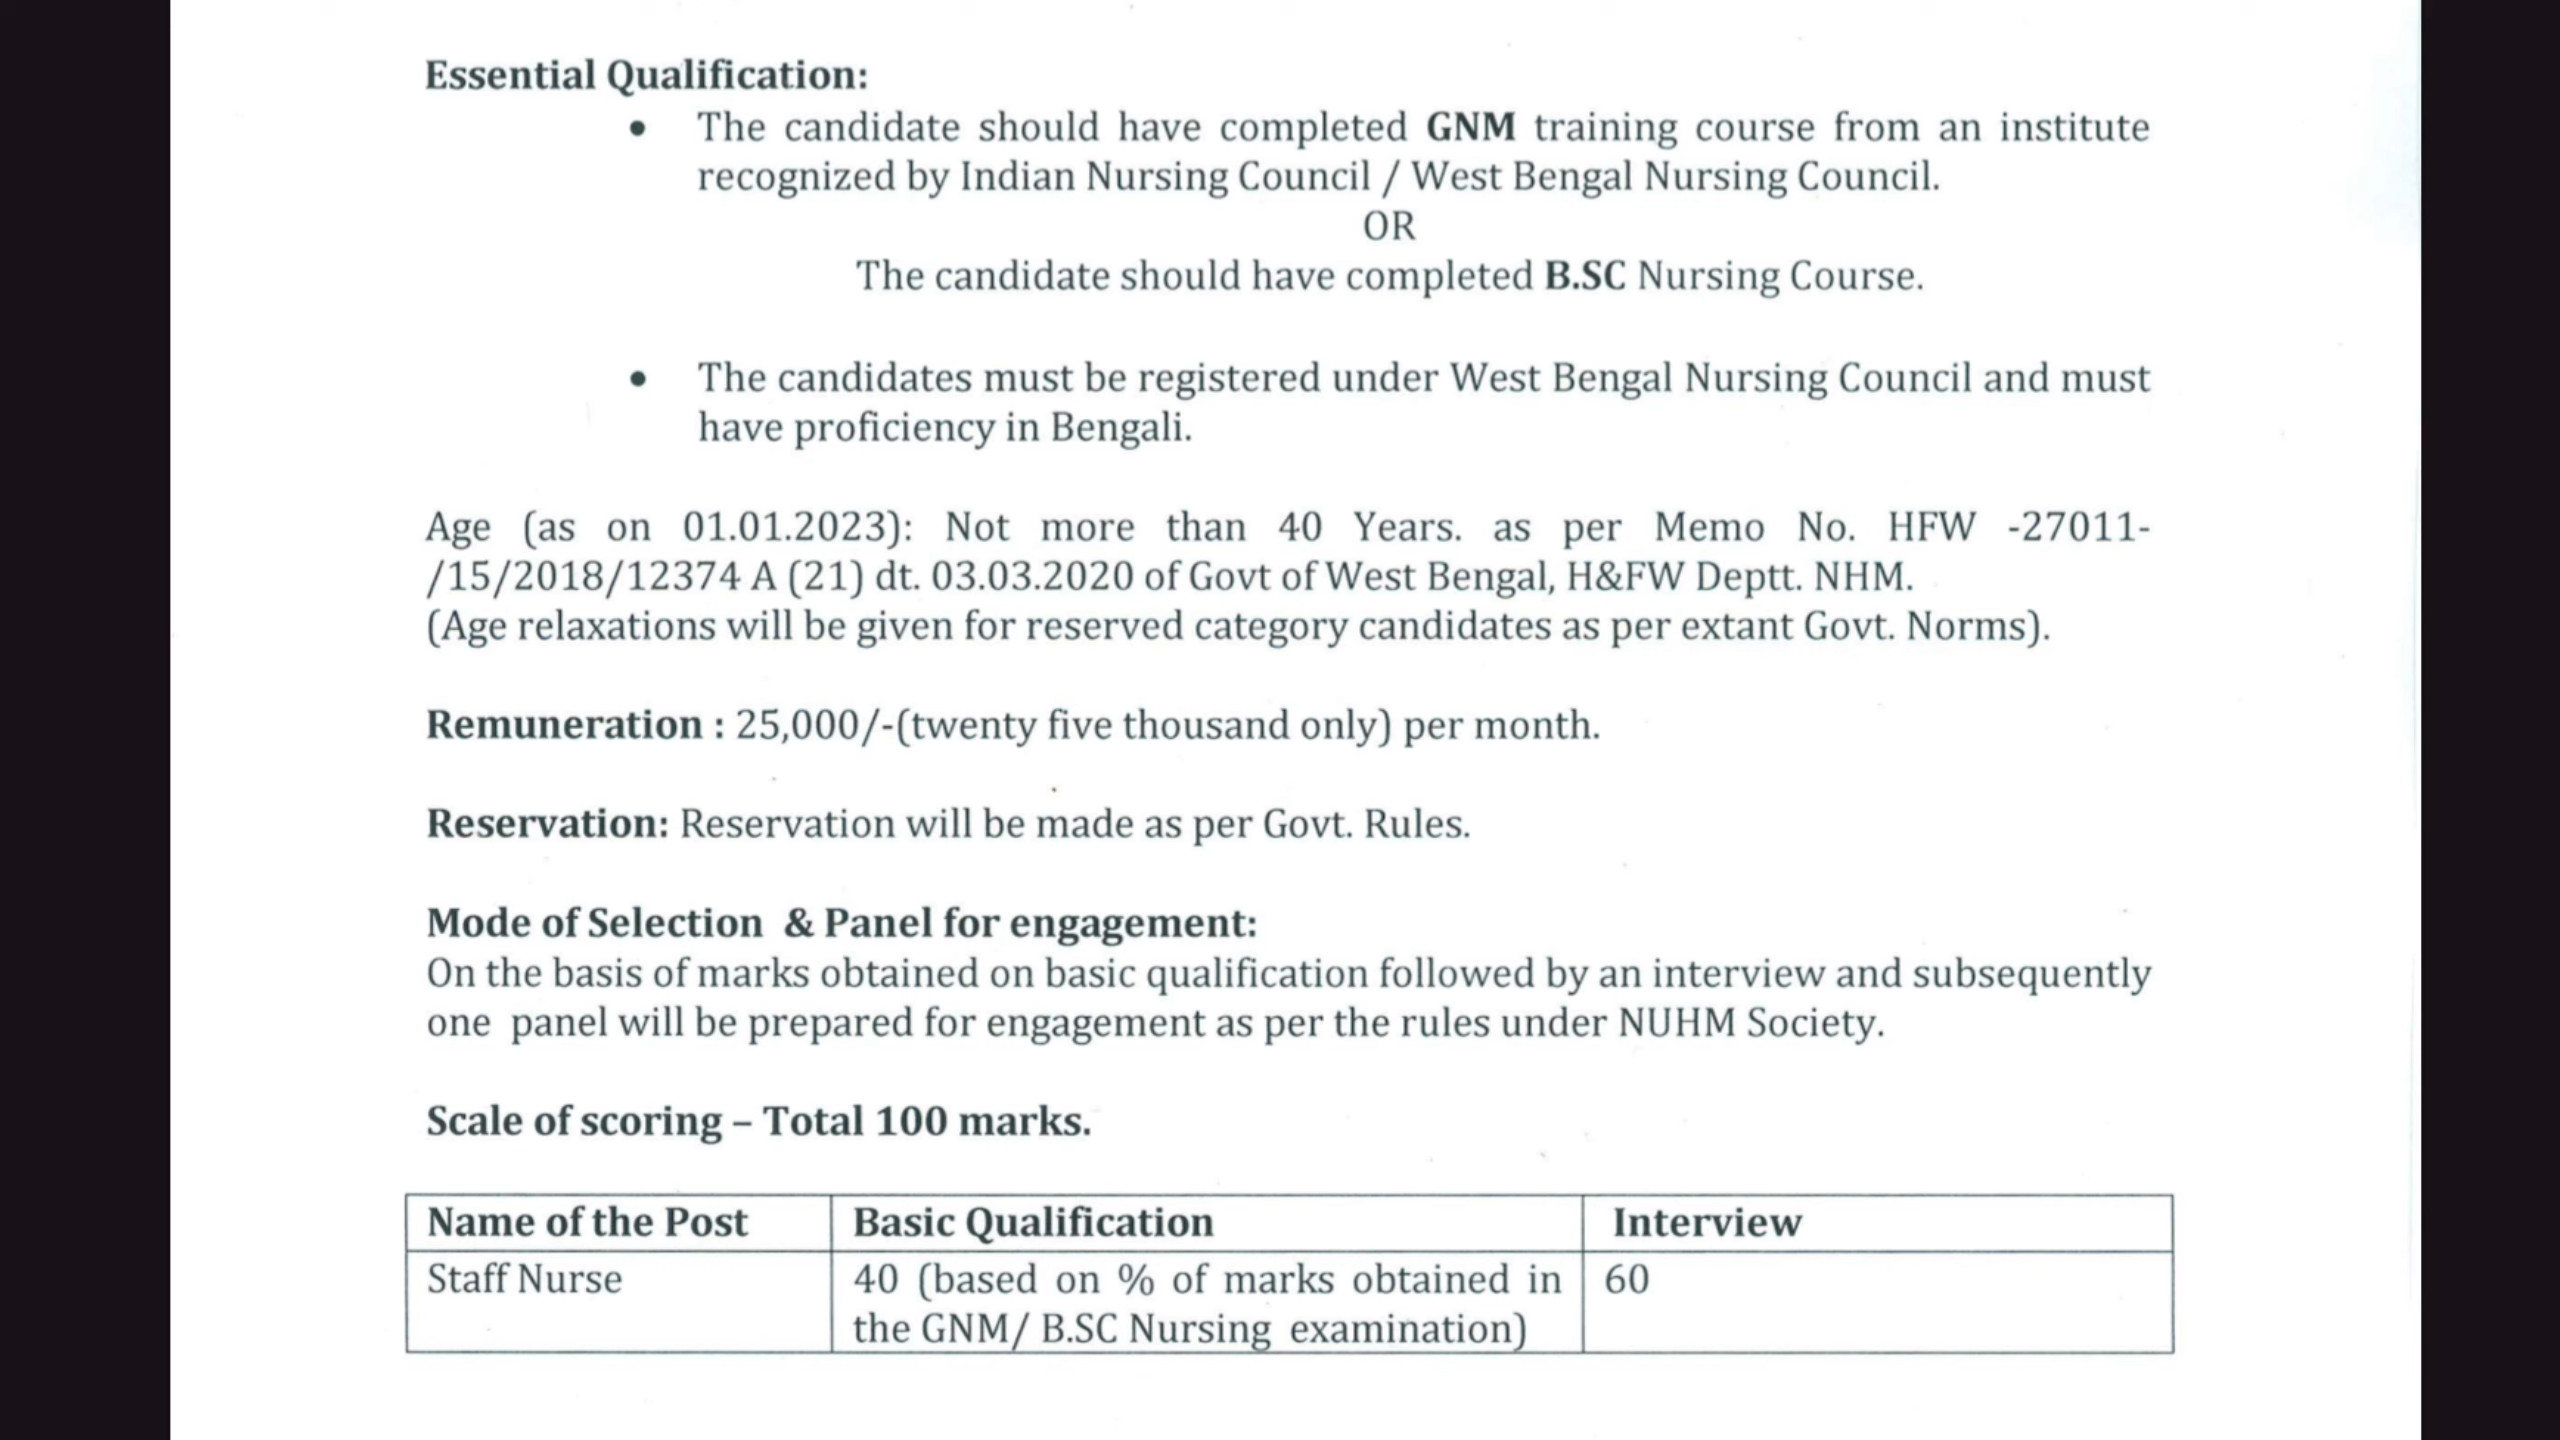 Essential Qualification:
• The candidate should have completed GNM training course from an institute
recognized by Indian Nursing Council / West Bengal Nursing Council.
OR
The candidate should have completed B.SC Nursing Course.
• The candidates must be registered under West Bengal Nursing Council and must
have proficiency in Bengali.
Age (as on 01.01.2023): Not more than 40 Years. as per Memo No. HFW -27011-
/15/2018/12374 A (21) dt. 03.03.2020 of Govt of West Bengal, H&FW Deptt. NHM.
(Age relaxations will be given for reserved category candidates as per extant Govt. Norms).
Remuneration : 25,000/-(twenty five thousand only) per month.
Reservation: Reservation will be made as per Govt. Rules.
Mode of Selection & Panel for engagement:
On the basis of marks obtained on basic qualification followed by an interview and subsequently
one panel will be prepared for engagement as per the rules under NUHM Society.
Scale of scoring – Total 100 marks.
Name of the Post Basic Qualification Interview
Staff Nurse 40 (based on % of marks obtained in 60
the GNM/ B.SC Nursing examination)